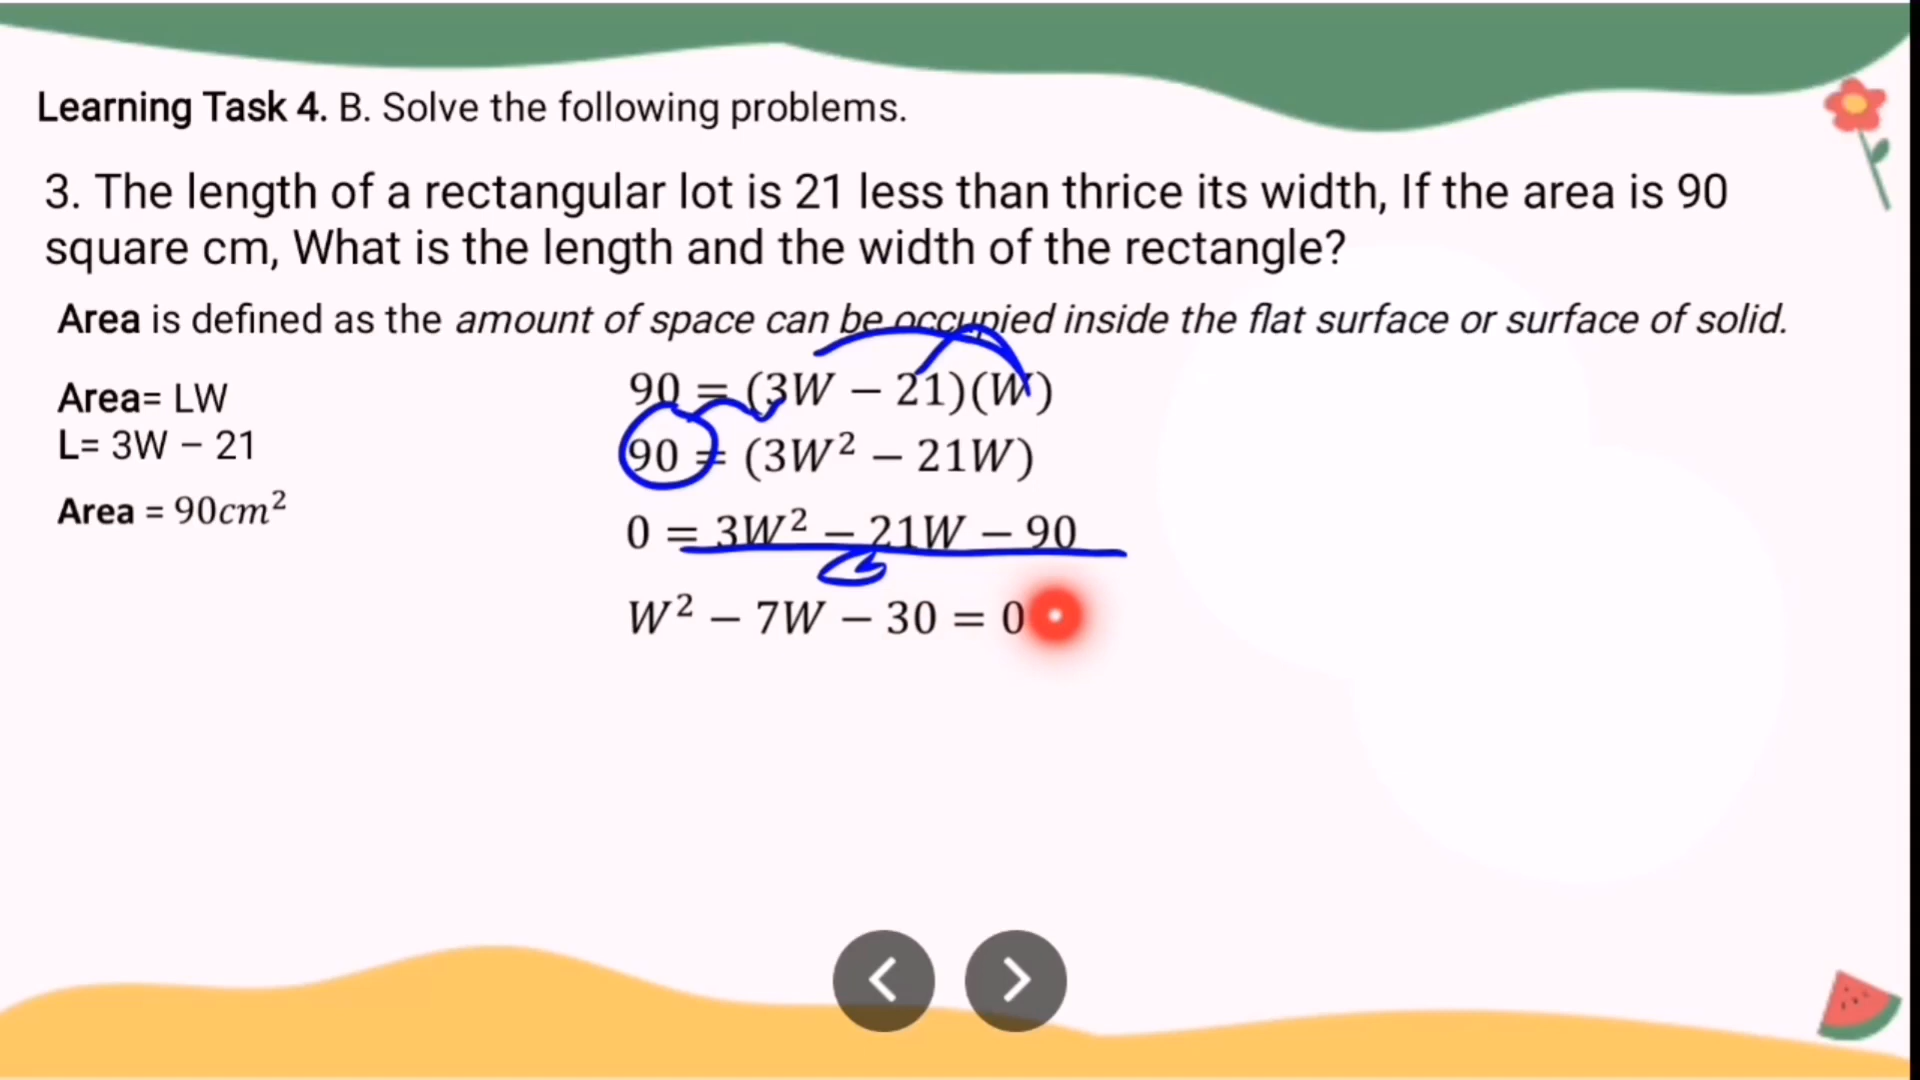 Learning Task 4. B. Solve the following problems.
3. The length of a rectangular lot is 21 less than thrice its width, If the area is 90
square cm, What is the length and the width of the rectangle?
Area is defined as the amount of space can be occupied inside the flat surface or surface of solid.
Area= LW
L= 3W – 21
Area = 90cm²
90 = (3W – 21)(W)
90 = (3W² – 21W)
0 = 3W² – 21W – 90
W² – 7W – 30 = 0